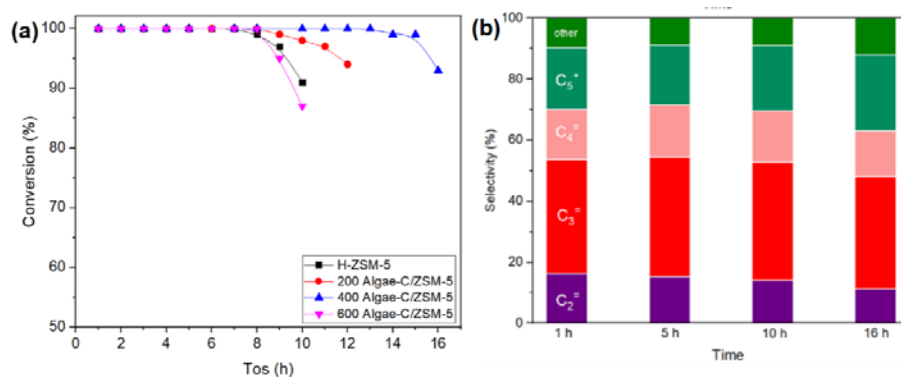 (a)
100
90
80
70
60
50
Conversion (%)
0 2 4 6 8 10 12 14 16
Tos (h)
H-ZSM-5
200 Algae-C/ZSM-5
400 Algae-C/ZSM-5
600 Algae-C/ZSM-5
(b)
100
80
60
40
20
0
Selectivity (%)
other
C₅⁺
C₄⁼
C₃⁼
C₂⁼
1 h 5 h 10 h 16 h
Time